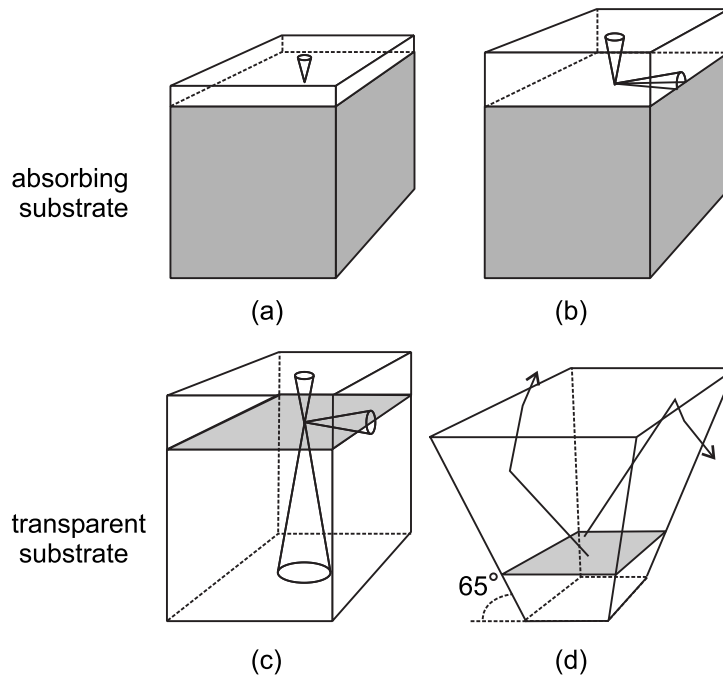 absorbing
substrate
(a)
(b)
transparent
substrate
65°
(c)
(d)